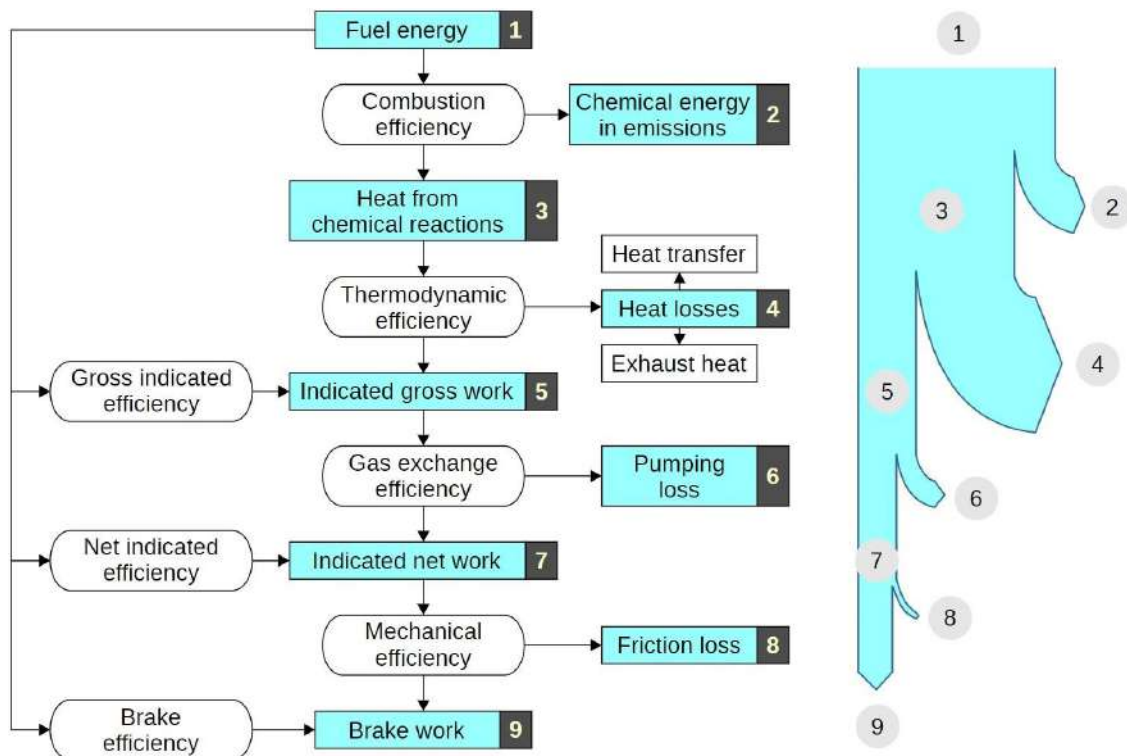 Fuel energy 1
Combustion
efficiency
Chemical energy
in emissions
2
Heat from
chemical reactions
3
Heat transfer
Thermodynamic
efficiency
Heat losses 4
Exhaust heat
Gross indicated
efficiency
Indicated gross work 5
Gas exchange
efficiency
Pumping
loss
6
Net indicated
efficiency
Indicated net work 7
Mechanical
efficiency
Friction loss 8
Brake
efficiency
Brake work 9
1
2
3
4
5
6
7
8
9